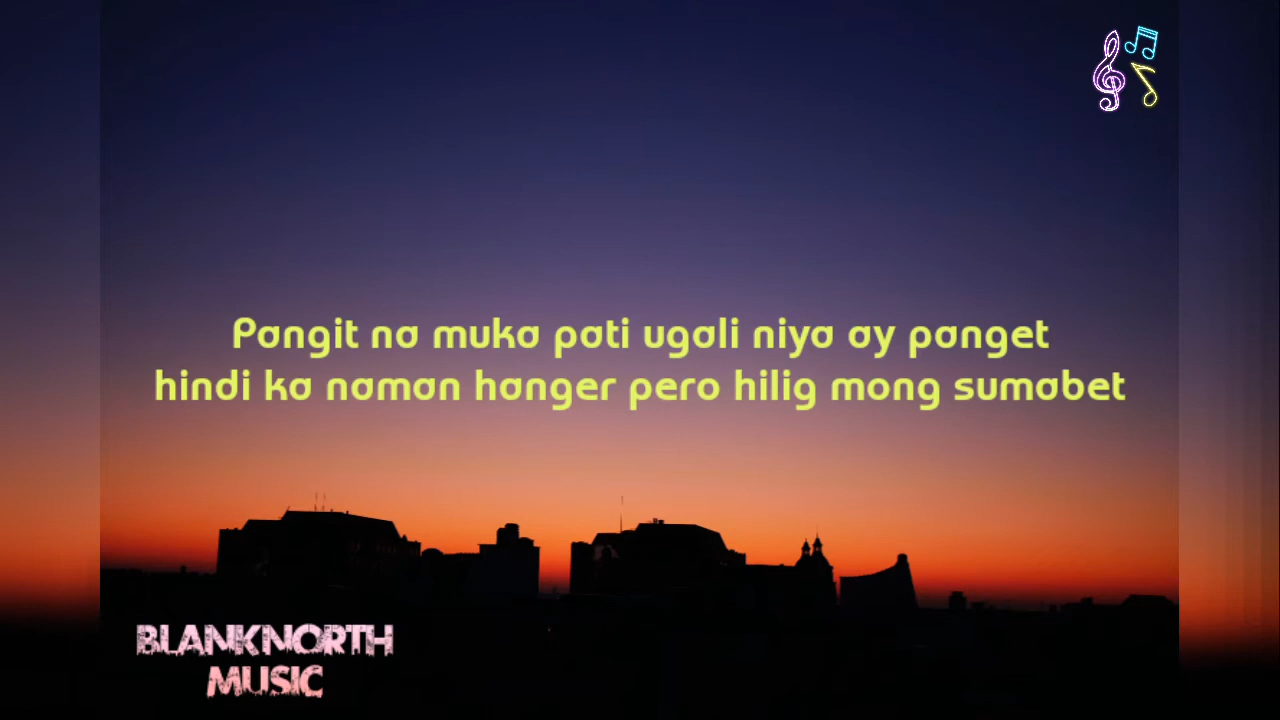 Pangit na muka pati ugali niya ay panget
hindi ka naman hanger pero hilig mong sumabet
BLANKNORTH
MUSIC